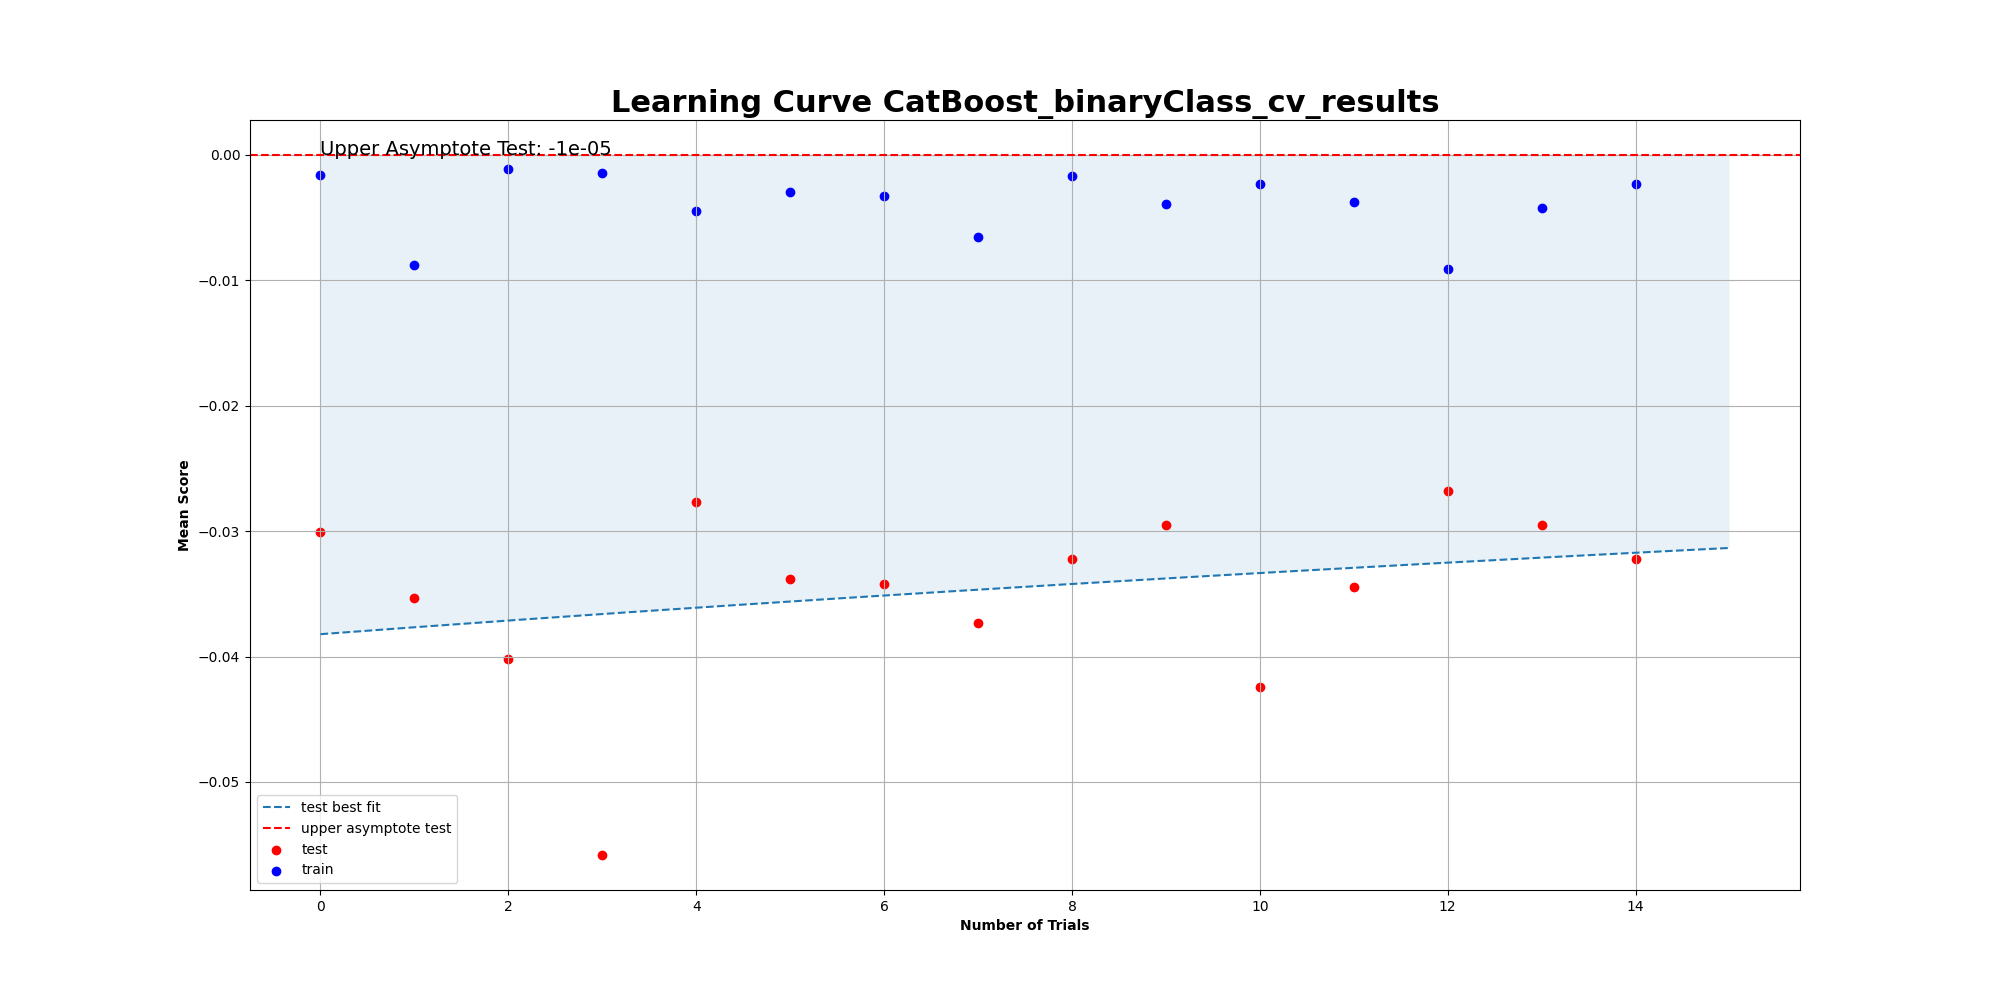 Learning Curve CatBoost_binaryClass_cv_results
Upper Asymptote Test: -1e-05
0.00
−0.01
−0.02
−0.03
−0.04
−0.05
Mean Score
test best fit
upper asymptote test
test
train
0 2 4 6 8 10 12 14
Number of Trials